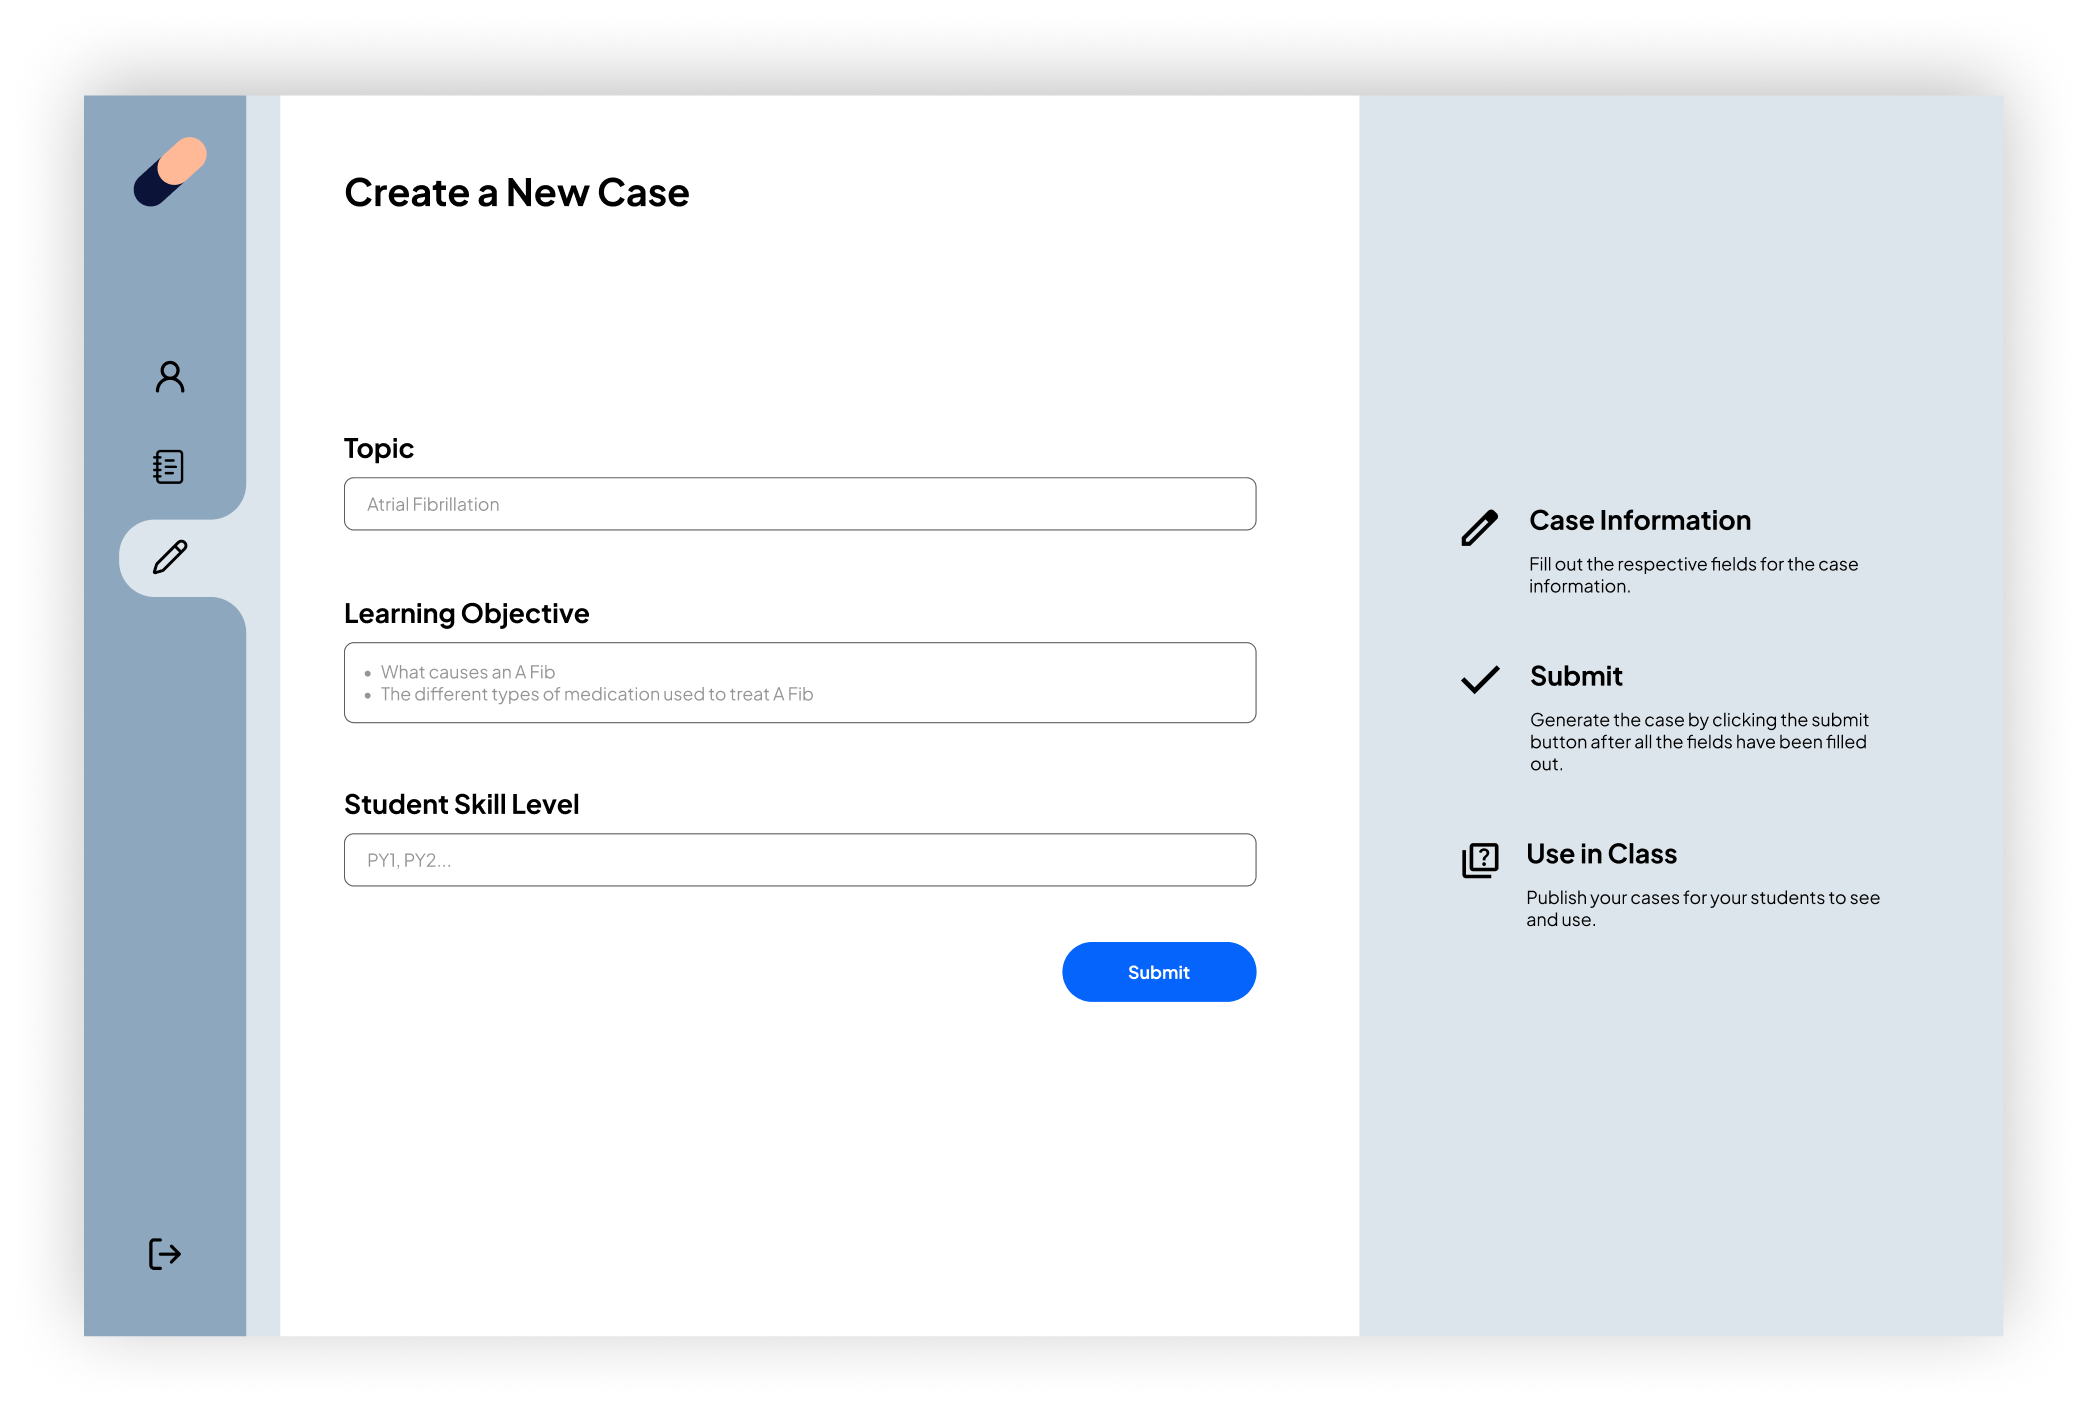 Create a New Case
Topic
Atrial Fibrillation
Learning Objective
• What causes an A Fib
• The different types of medication used to treat A Fib
Student Skill Level
PY1, PY2...
Submit
Case Information
Fill out the respective fields for the case
information.
Submit
Generate the case by clicking the submit
button after all the fields have been filled
out.
Use in Class
Publish your cases for your students to see
and use.